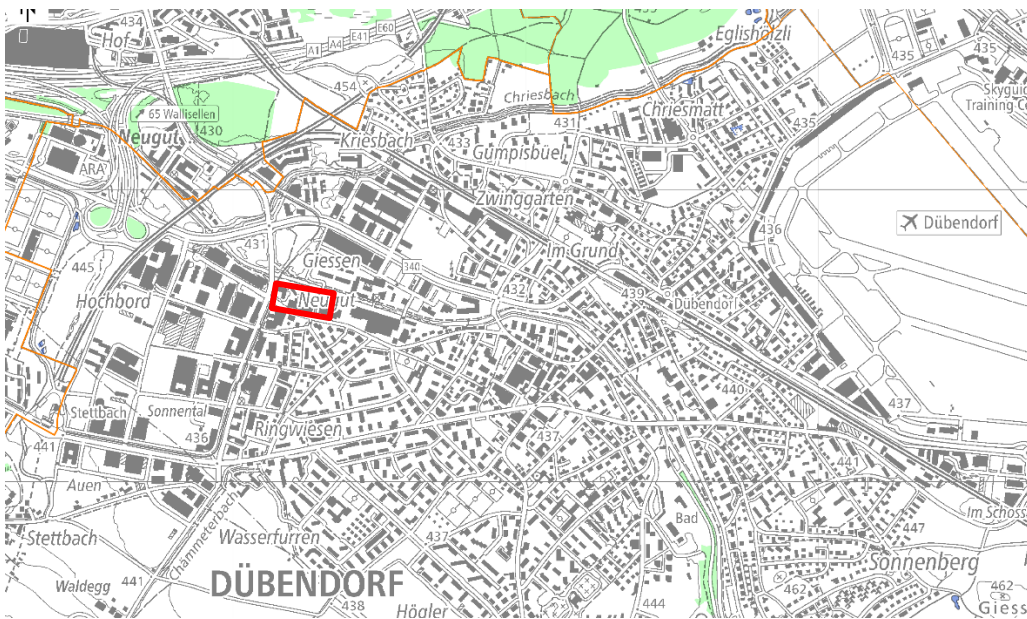 Hof
A1
A4
E41
E60
Eglishölzli
435
435
454
Chriesbach
Skyguid
Training C
65 Wallisellen
430
Neugut
Chriesmatt
435
431
Kriesbach
433
Gumpisbüel
ARA
Zwinggarten
Dübendorf
431
Giessen
436
445
340
Im Grund
Hochbord
Neugut
432
439
Dübendorf
440
437
Stettbach
Sonnental
436
Ringwiesen
437
441
441
Auen
Chammeterbach
Bad
Im Schoss
447
Stettbach
Wasserfurren
437
Sonnenberg
Waldegg
441
DÜBENDORF
438
Högler
444
462
462
Giess